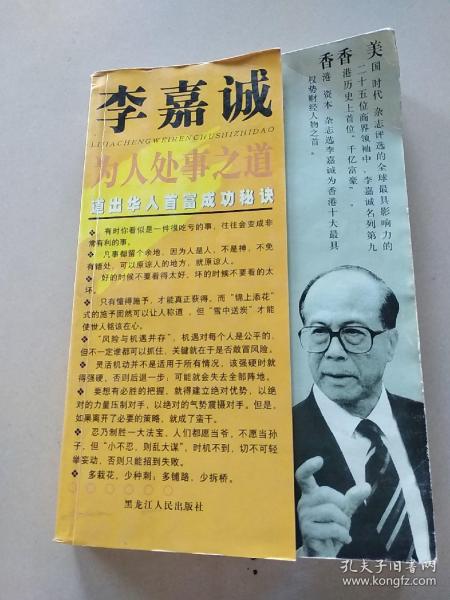 李嘉诚
LIJIACHENGWEIRENCHUSHIZHIDAO
为人处事之道
道出华人首富成功秘诀
有时你看似是一件很吃亏的事，往往会变成非
常有利的事。
凡事都留个余地，因为人是人，不是神，不免
有错处，可以原谅人的地方，就原谅人。
好的时候不要看得太好，坏的时候不要看的太
坏。
只有懂得施予，才能真正获得，而“锦上添花”
式的施予固然可以让人称道，但“雪中送炭”才能
使世人铭谅在心。
“风险与机遇并存”，机遇对每个人是公平的，
但不一定谁都可以抓住，关键就在于是否敢冒风险。
灵活机动并不是适用于所有情况，该强硬时就
得强硬，否则后退一步，可能就会失去全部阵地。
要想有必胜的把握，就得建立绝对优势，以绝
对的力量压制对手，以绝对的气势震摄对手。但是，
如果离开了必要的策略，就成了蛮干。
忍乃制胜一大法宝，人们都愿当爷，不愿当孙
子，但“小不忍，则乱大谋”，时机不到，切不可轻
举妄动，否则只能招到失败。
多栽花，少种刺，多铺路，少拆桥。
黑龙江人民出版社
美国 时代 杂志评选的全球最具影响力的
二十五位商界领袖中，李嘉诚名列第九
香港历史上首位“千亿富豪”。
香港 资本 杂志选李嘉诚为香港十大最具
权势财经人物之首。
孔夫子旧书网
www.kongfz.com